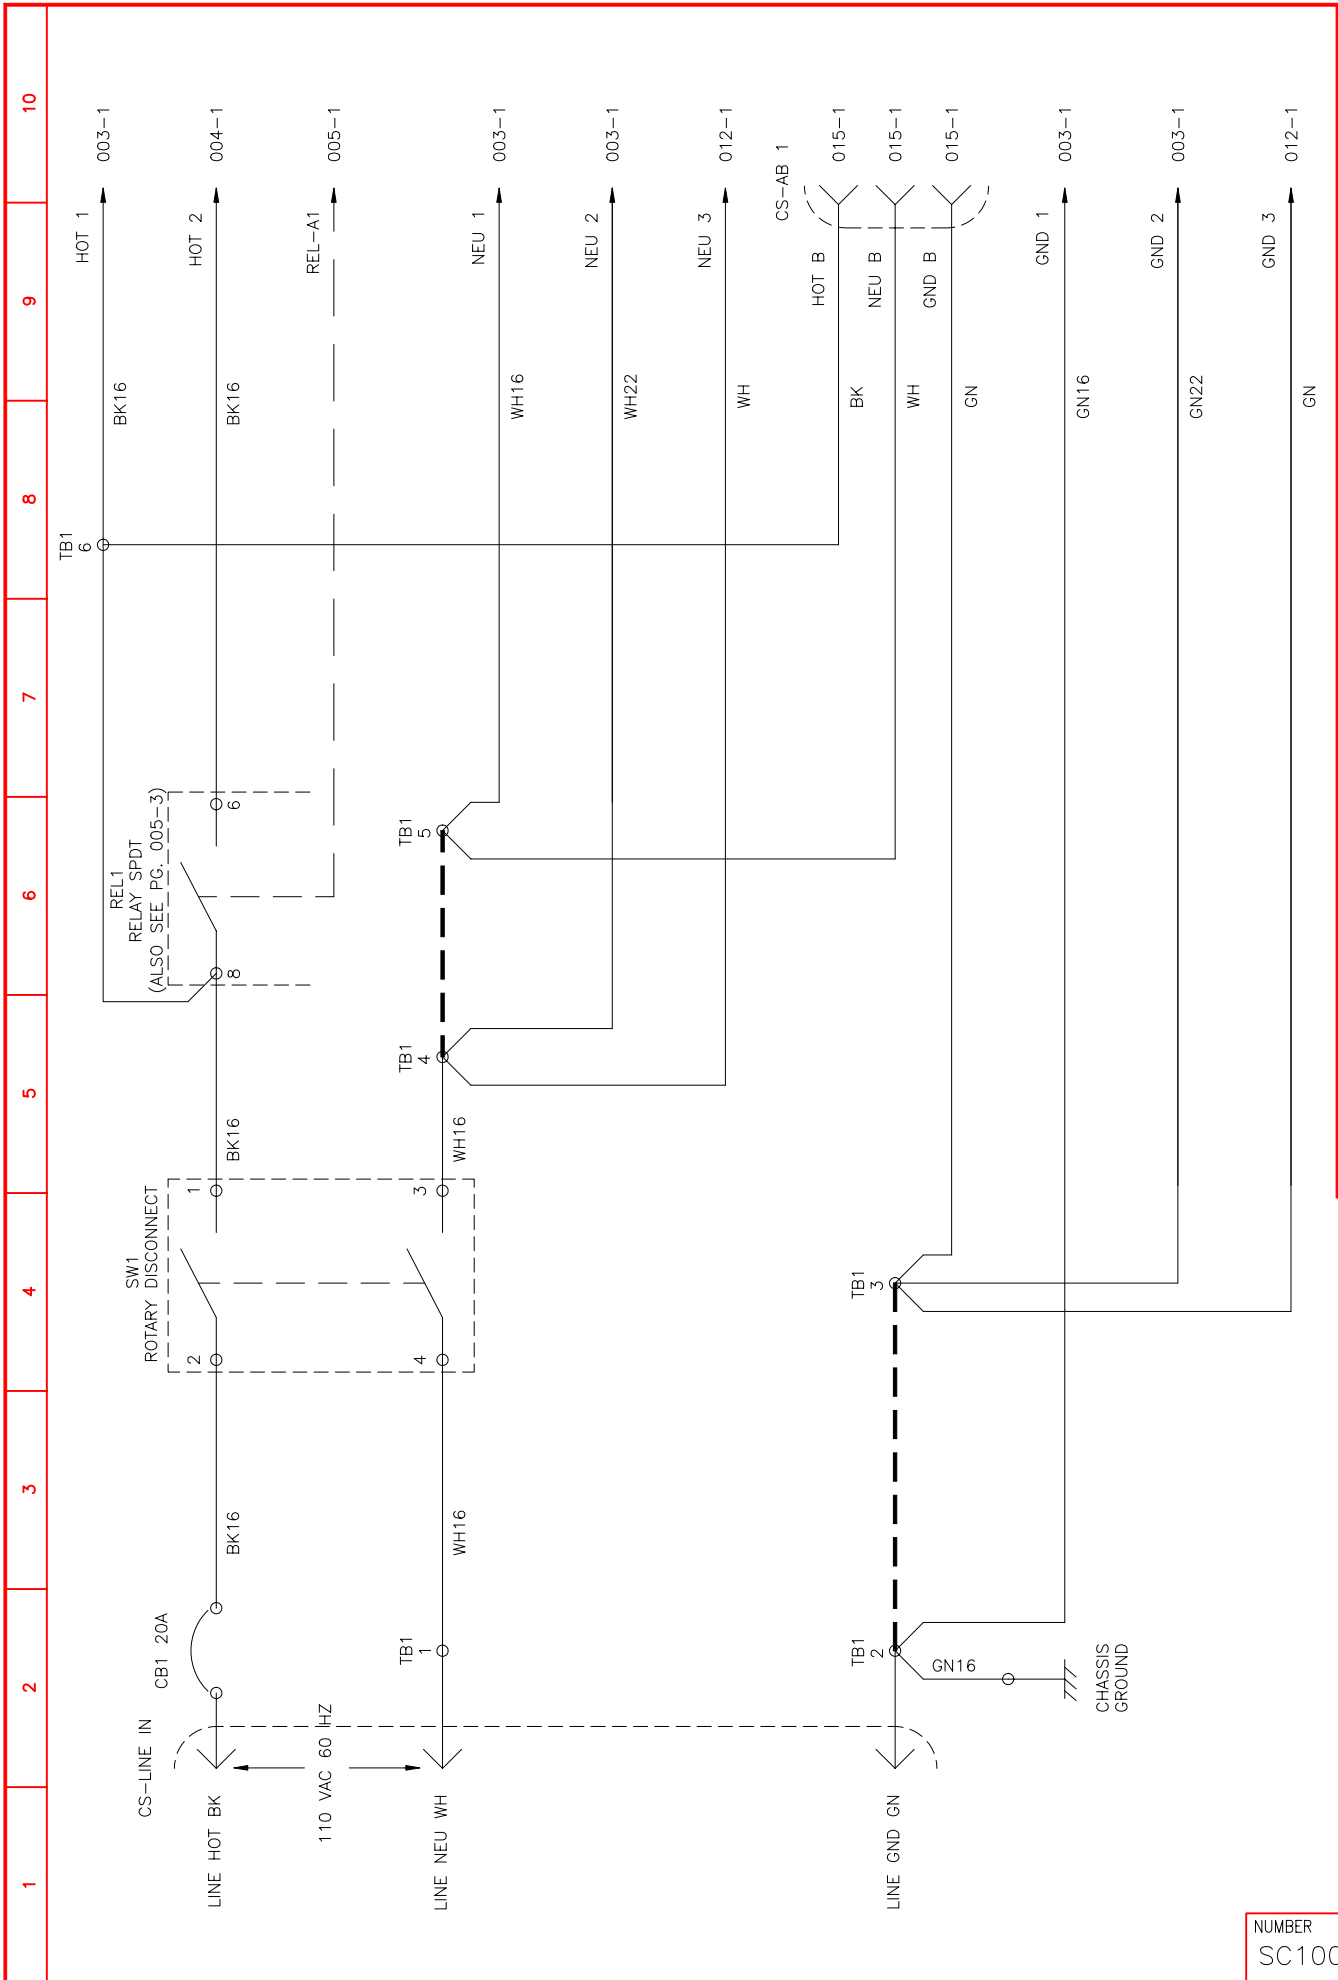 1
2
3
4
5
6
7
8
9
10
CS-LINE IN
LINE HOT BK
110 VAC 60 HZ
LINE NEU WH
LINE GND GN
CB1 20A
TB1
1
TB1
2
GN16
CHASSIS
GROUND
BK16
WH16
SW1
ROTARY DISCONNECT
2
1
4
3
TB1
3
BK16
WH16
TB1
4
TB1
5
REL1
RELAY SPDT
(ALSO SEE PG. 005-3)
8
6
TB1
6
BK16
HOT 1
003-1
BK16
HOT 2
004-1
REL-A1
005-1
WH16
NEU 1
003-1
WH22
NEU 2
003-1
WH
NEU 3
012-1
CS-AB 1
BK
HOT B
015-1
WH
NEU B
015-1
GN
GND B
015-1
GN16
GND 1
003-1
GN22
GND 2
003-1
GN
GND 3
012-1
NUMBER